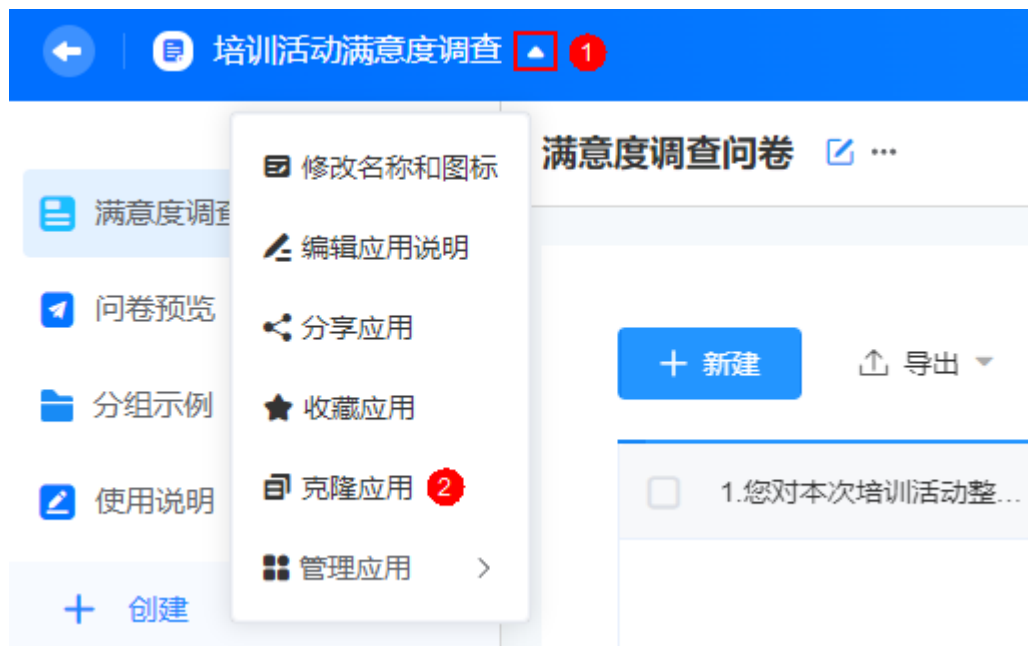 培训活动满意度调查 1
修改名称和图标
编辑应用说明
分享应用
收藏应用
克隆应用 2
管理应用
满意度调查
问卷预览
分组示例
使用说明
创建
满意度调查问卷 ...
新建 导出
1.您对本次培训活动整...